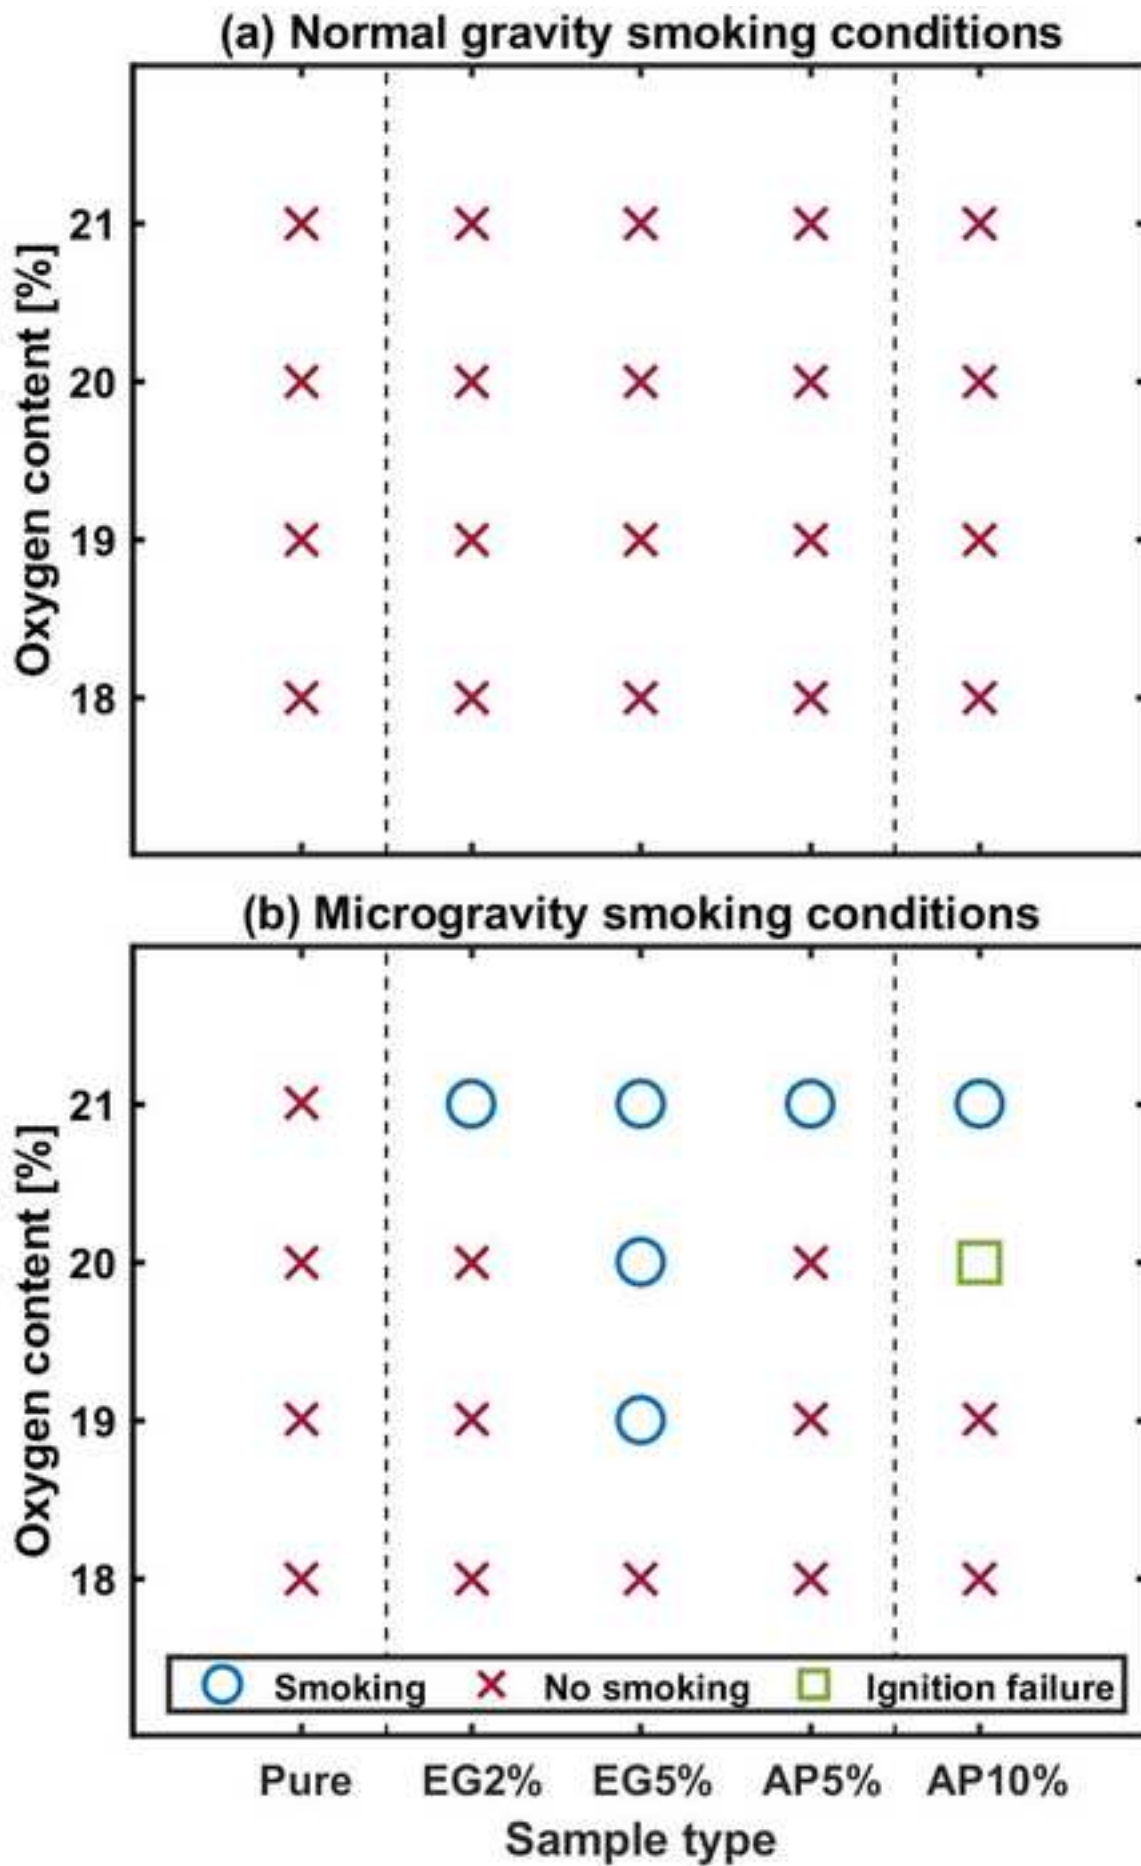 (a) Normal gravity smoking conditions
Oxygen content [%]
21
20
19
18
(b) Microgravity smoking conditions
Oxygen content [%]
21
20
19
18
Smoking No smoking Ignition failure
Pure EG2% EG5% AP5% AP10%
Sample type